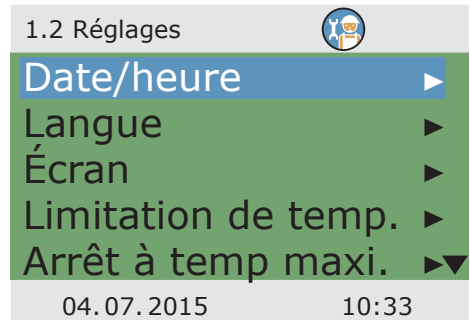 1.2 Réglages
Date/heure
Langue
Écran
Limitation de temp.
Arrêt à temp maxi.
04.07.2015 10:33